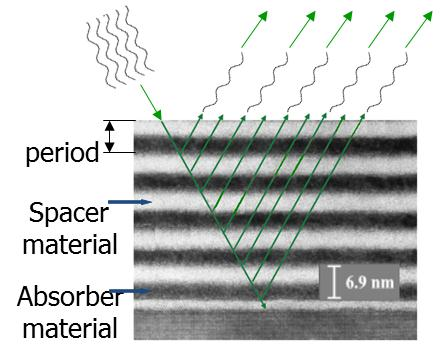 period
Spacer
material
6.9 nm
Absorber
material